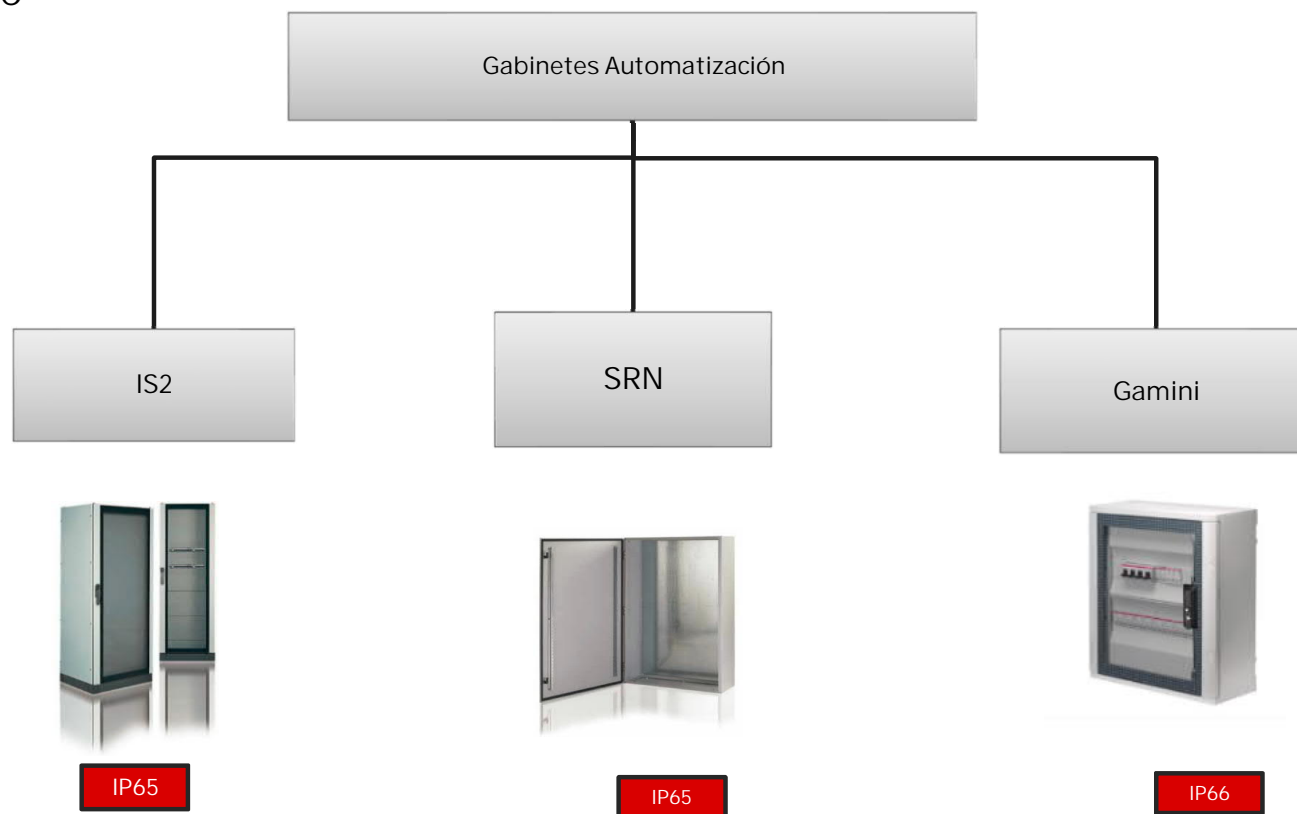 Gabinetes Automatización
IS2
SRN
Gamini
IP65
IP65
IP66